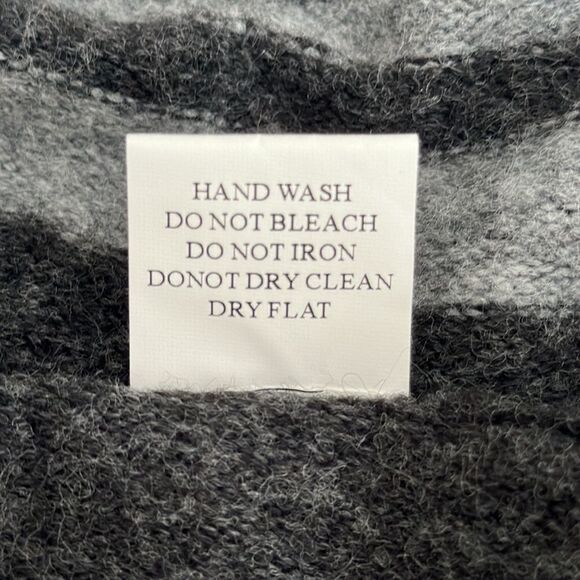 HAND WASH
DO NOT BLEACH
DO NOT IRON
DONOT DRY CLEAN
DRY FLAT